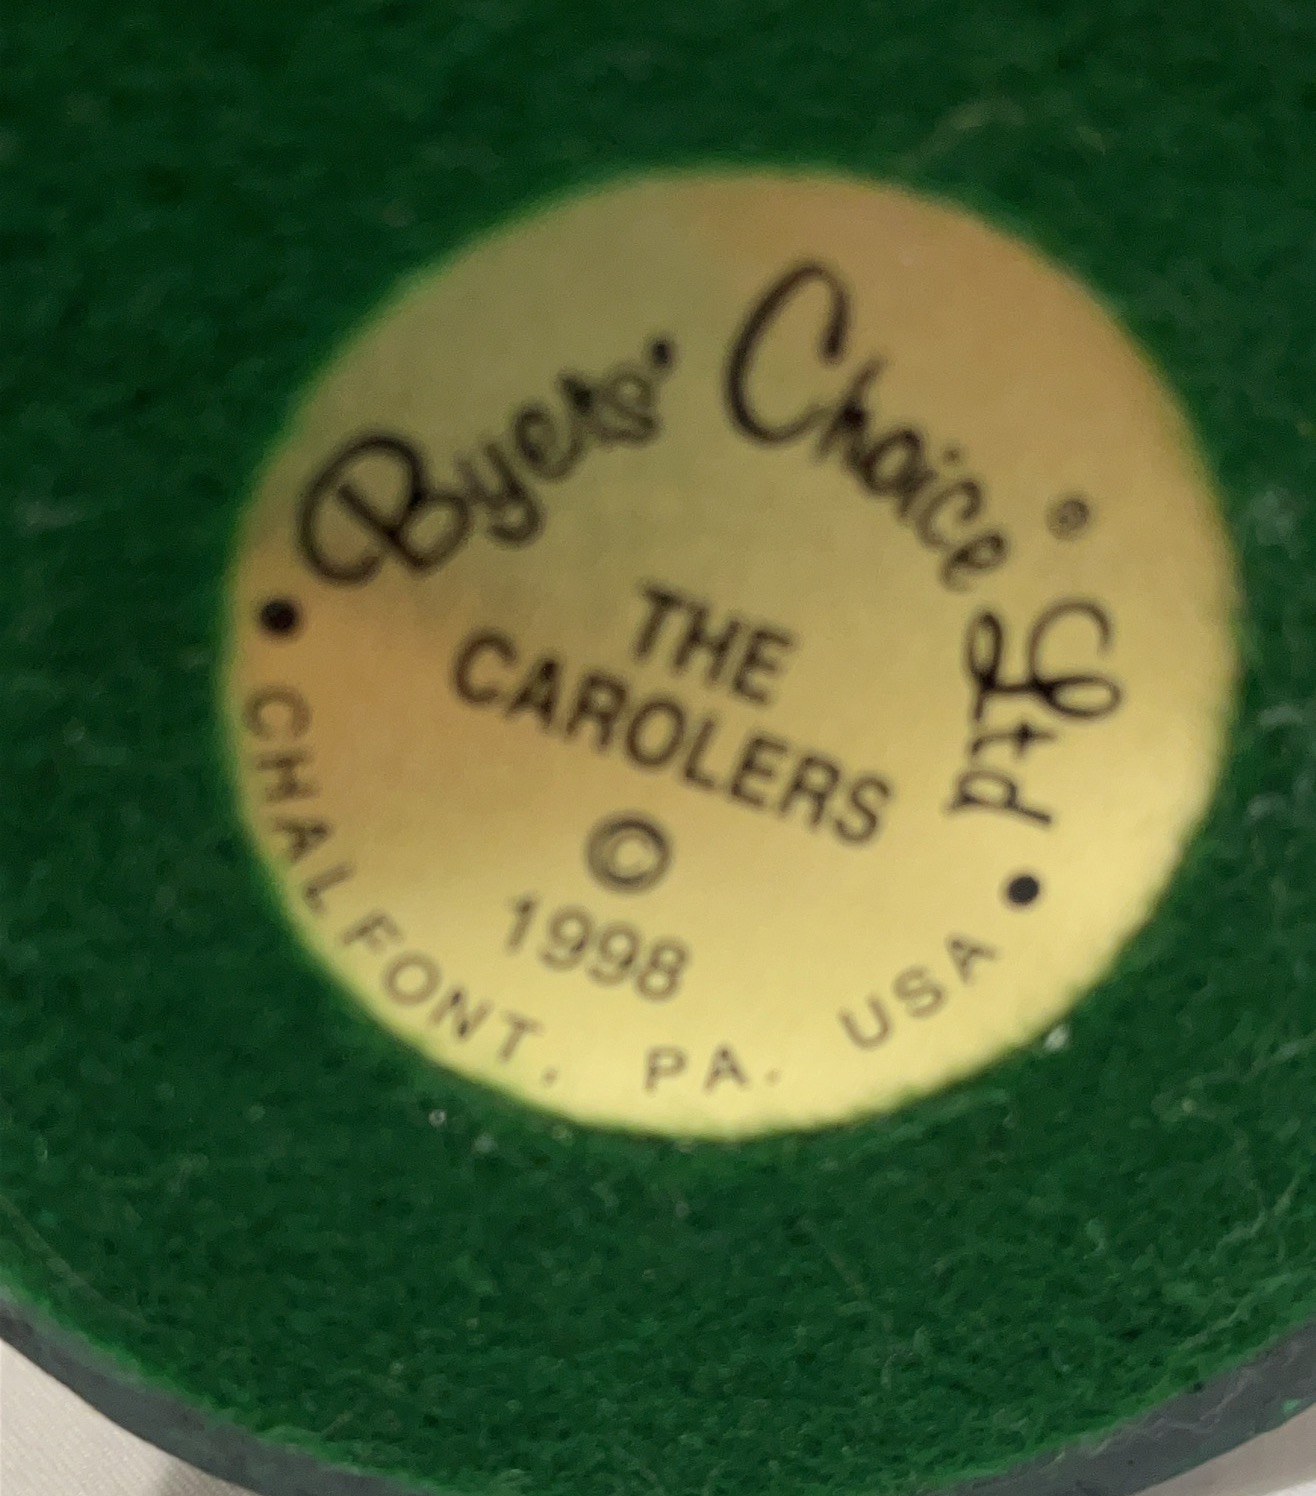 Byers' Choice Ltd ®
THE
CAROLERS
©
1998
• CHALFONT, PA. USA •